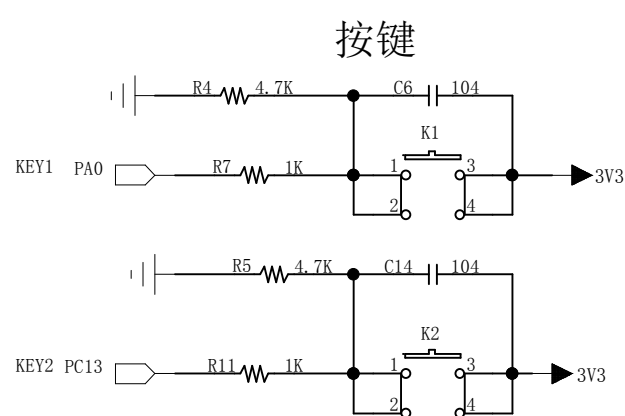 按键
R4 4.7K C6 104
K1
KEY1 PA0 R7 1K 1 3 3V3
2 4
R5 4.7K C14 104
K2
KEY2 PC13 R11 1K 1 3 3V3
2 4